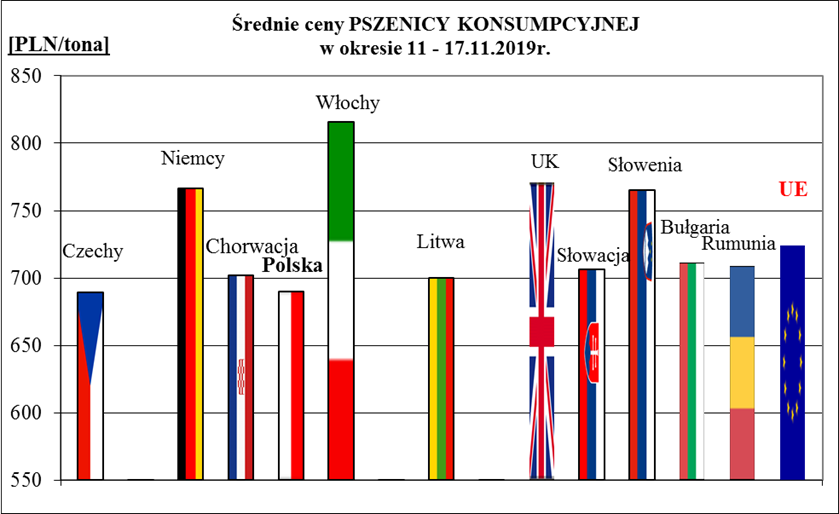 Średnie ceny PSZENICY KONSUMPCYJNEJ
w okresie 11 - 17.11.2019r.
[PLN/tona]
850
800
750
700
650
600
550
Czechy
Niemcy
Chorwacja
Polska
Włochy
Litwa
UK
Słowacja
Słowenia
Bułgaria
Rumunia
UE